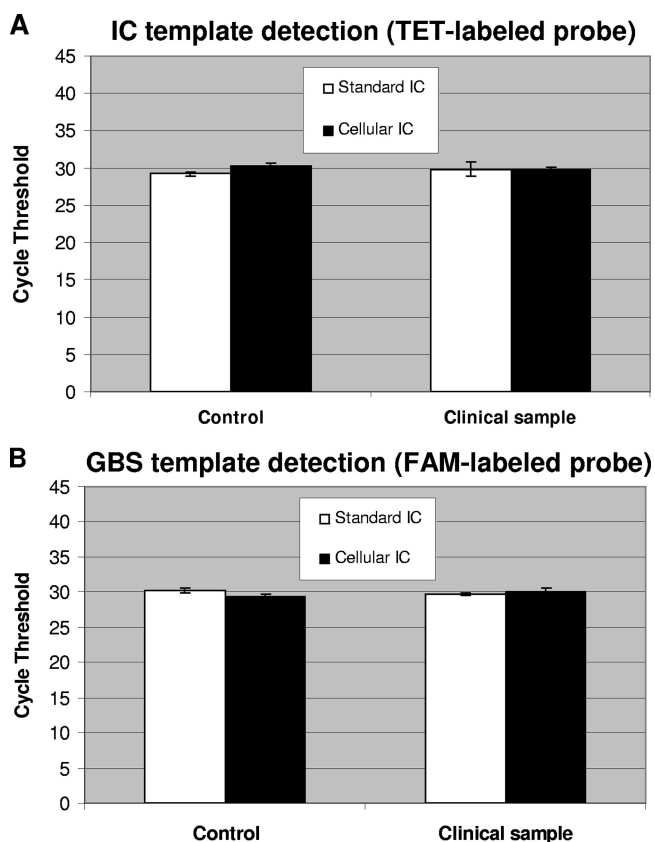 A
IC template detection (TET-labeled probe)
45
40
35
30
25
20
15
10
5
0
Cycle Threshold
Standard IC
Cellular IC
Control
Clinical sample
B
GBS template detection (FAM-labeled probe)
45
40
35
30
25
20
15
10
5
0
Cycle Threshold
Standard IC
Cellular IC
Control
Clinical sample